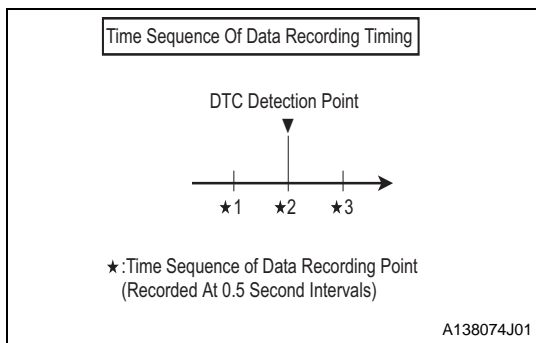 Time Sequence Of Data Recording Timing
DTC Detection Point
★1 ★2 ★3
★:Time Sequence of Data Recording Point
(Recorded At 0.5 Second Intervals)
A138074J01